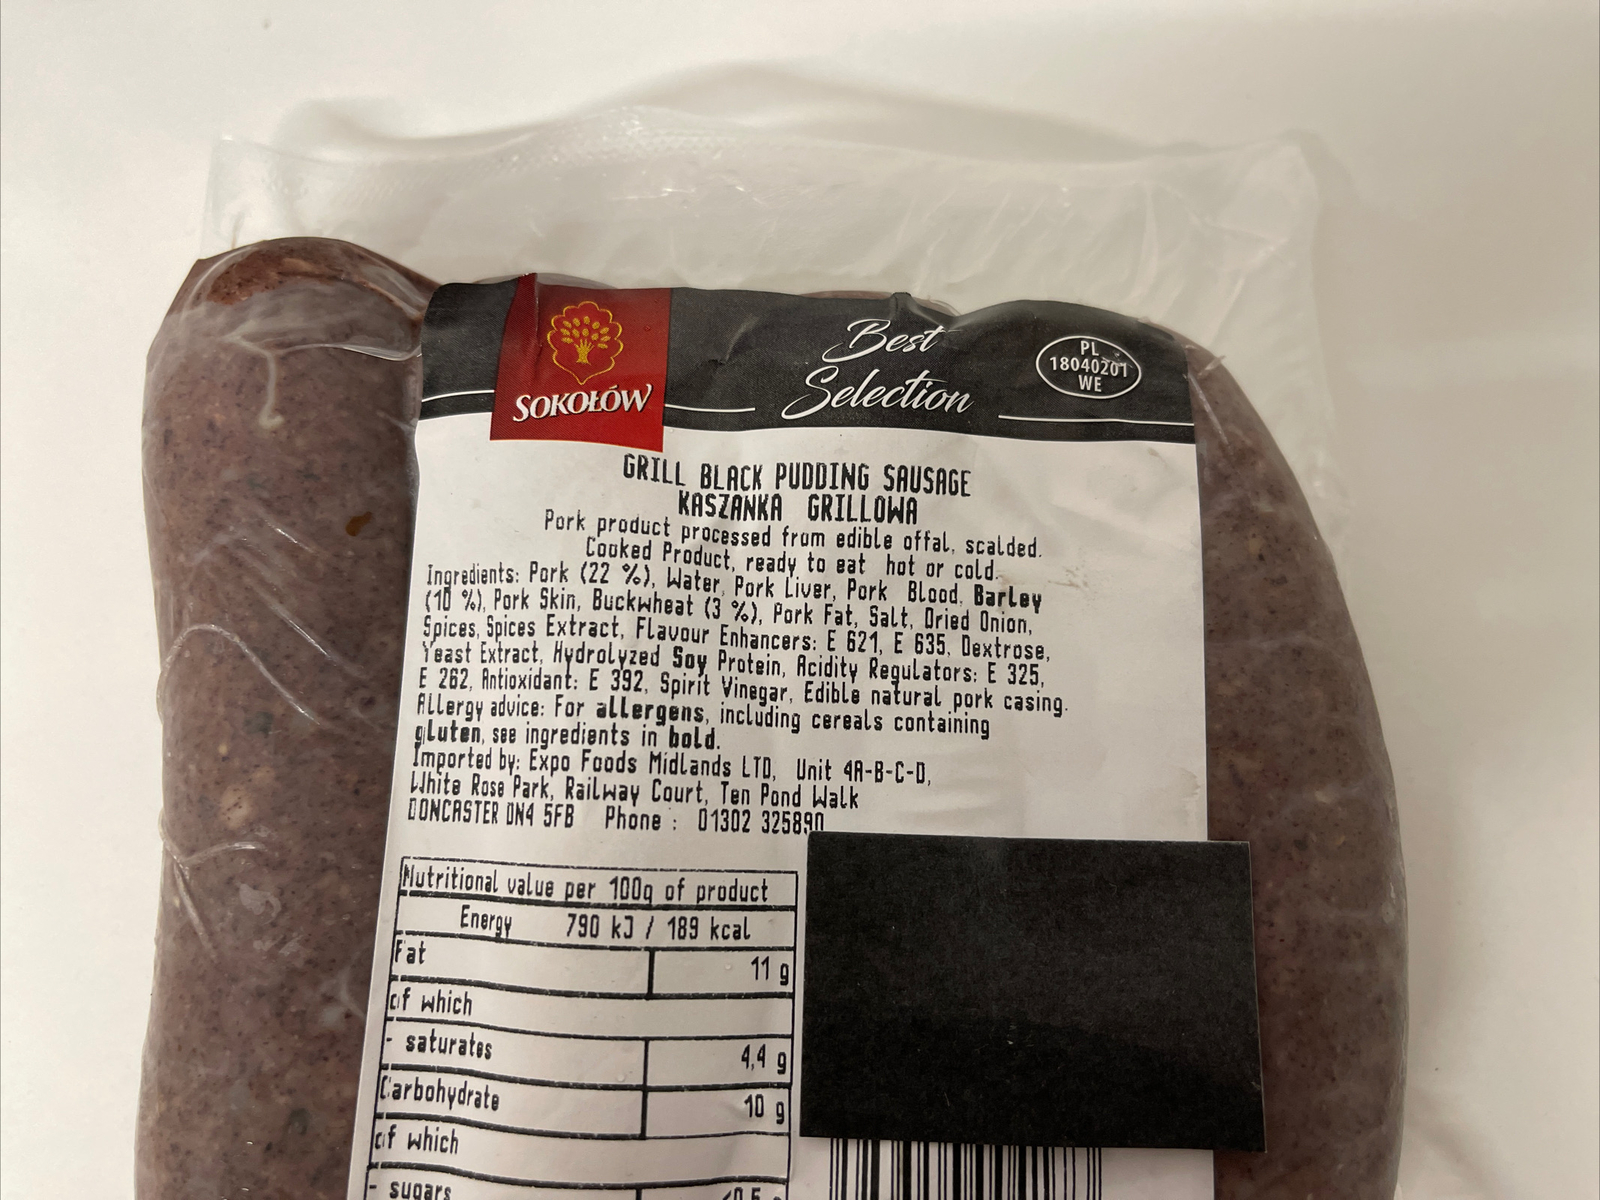 SOKOŁÓW
Best
Selection
PL
18040201
WE
GRILL BLACK PUDDING SAUSAGE
KASZANKA GRILLOWA
Pork product processed from edible offal, scalded.
Cooked Product, ready to eat hot or cold.
Ingredients: Pork (22 %), Water, Pork Liver, Pork Blood, Barley
(10 %), Pork Skin, Buckwheat (3 %), Pork Fat, Salt, Dried Onion,
Spices, Spices Extract, Flavour Enhancers: E 621, E 635, Dextrose,
Yeast Extract, Hydrolyzed Soy Protein, Acidity Regulators: E 325,
E 262, Antioxidant: E 392, Spirit Vinegar, Edible natural pork casing.
Allergy advice: For allergens, including cereals containing
gluten, see ingredients in bold.
Imported by: Expo Foods Midlands LTD, Unit 4A-B-C-D,
White Rose Park, Railway Court, Ten Pond Walk
DONCASTER DN4 5FB Phone : 01302 325890
Nutritional value per 100g of product
Energy 790 kJ / 189 kcal
Fat 11 g
of which
- saturates 4,4 g
Carbohydrate 10 g
of which
- sugars <0,5 g